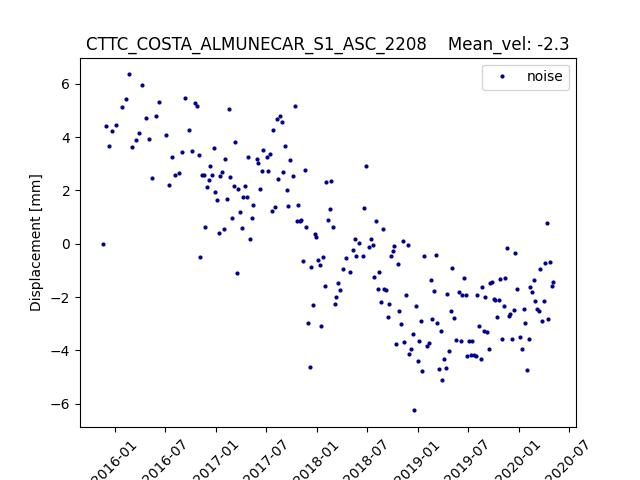 CTTC_COSTA_ALMUNECAR_S1_ASC_2208    Mean_vel: -2.3
noise
Displacement [mm]
6
4
2
0
−2
−4
−6
2016-01 2016-07 2017-01 2017-07 2018-01 2018-07 2019-01 2019-07 2020-01 2020-07